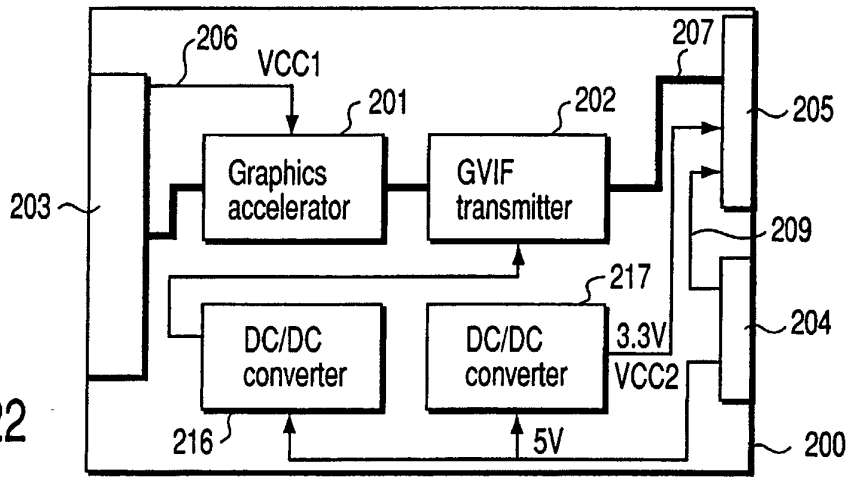 206
VCC1
207
201
202
205
Graphics
accelerator
GVIF
transmitter
203
209
217
DC/DC
converter
DC/DC
converter
3.3V
VCC2
204
22
216
5V
200